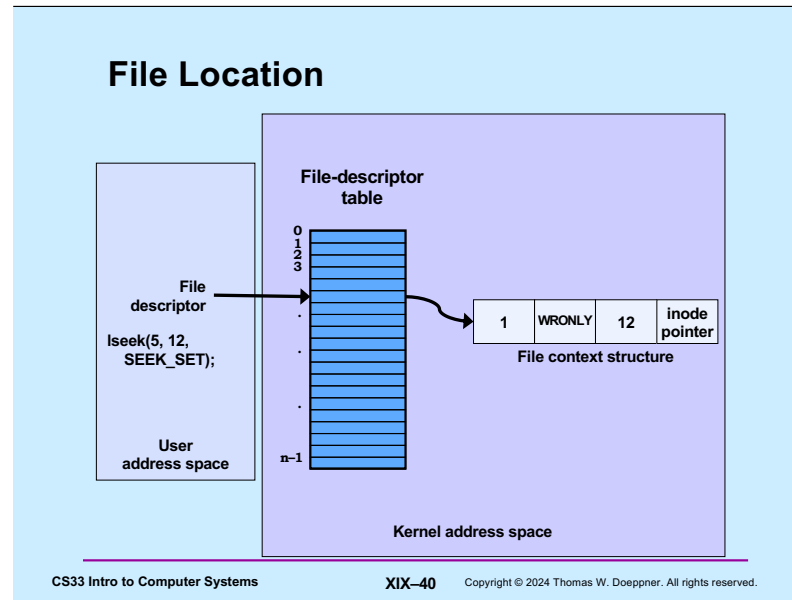 File Location
File-descriptor
table
0
1
2
3
.
.
.
n–1
File
descriptor
lseek(5, 12,
SEEK_SET);
User
address space
1
WRONLY
12
inode
pointer
File context structure
Kernel address space
CS33 Intro to Computer Systems
XIX–40
Copyright © 2024 Thomas W. Doeppner. All rights reserved.